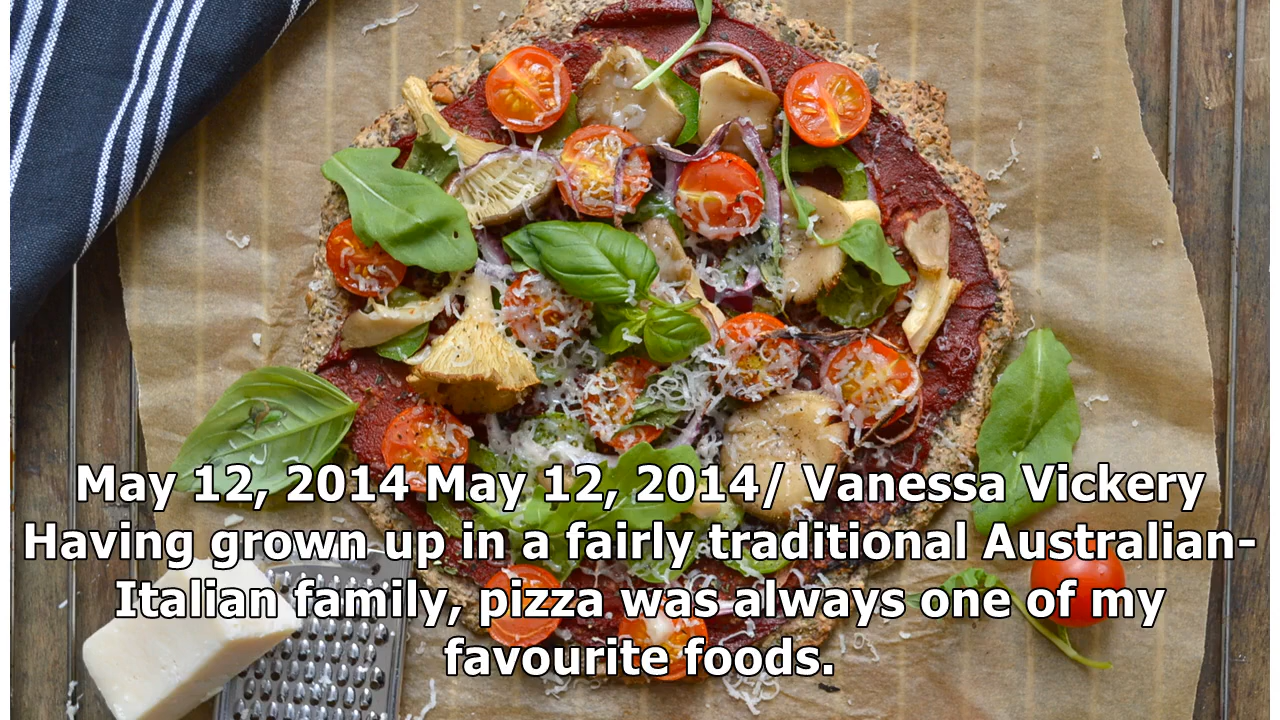 May 12, 2014 May 12, 2014/ Vanessa Vickery
Having grown up in a fairly traditional Australian-
Italian family, pizza was always one of my
favourite foods.